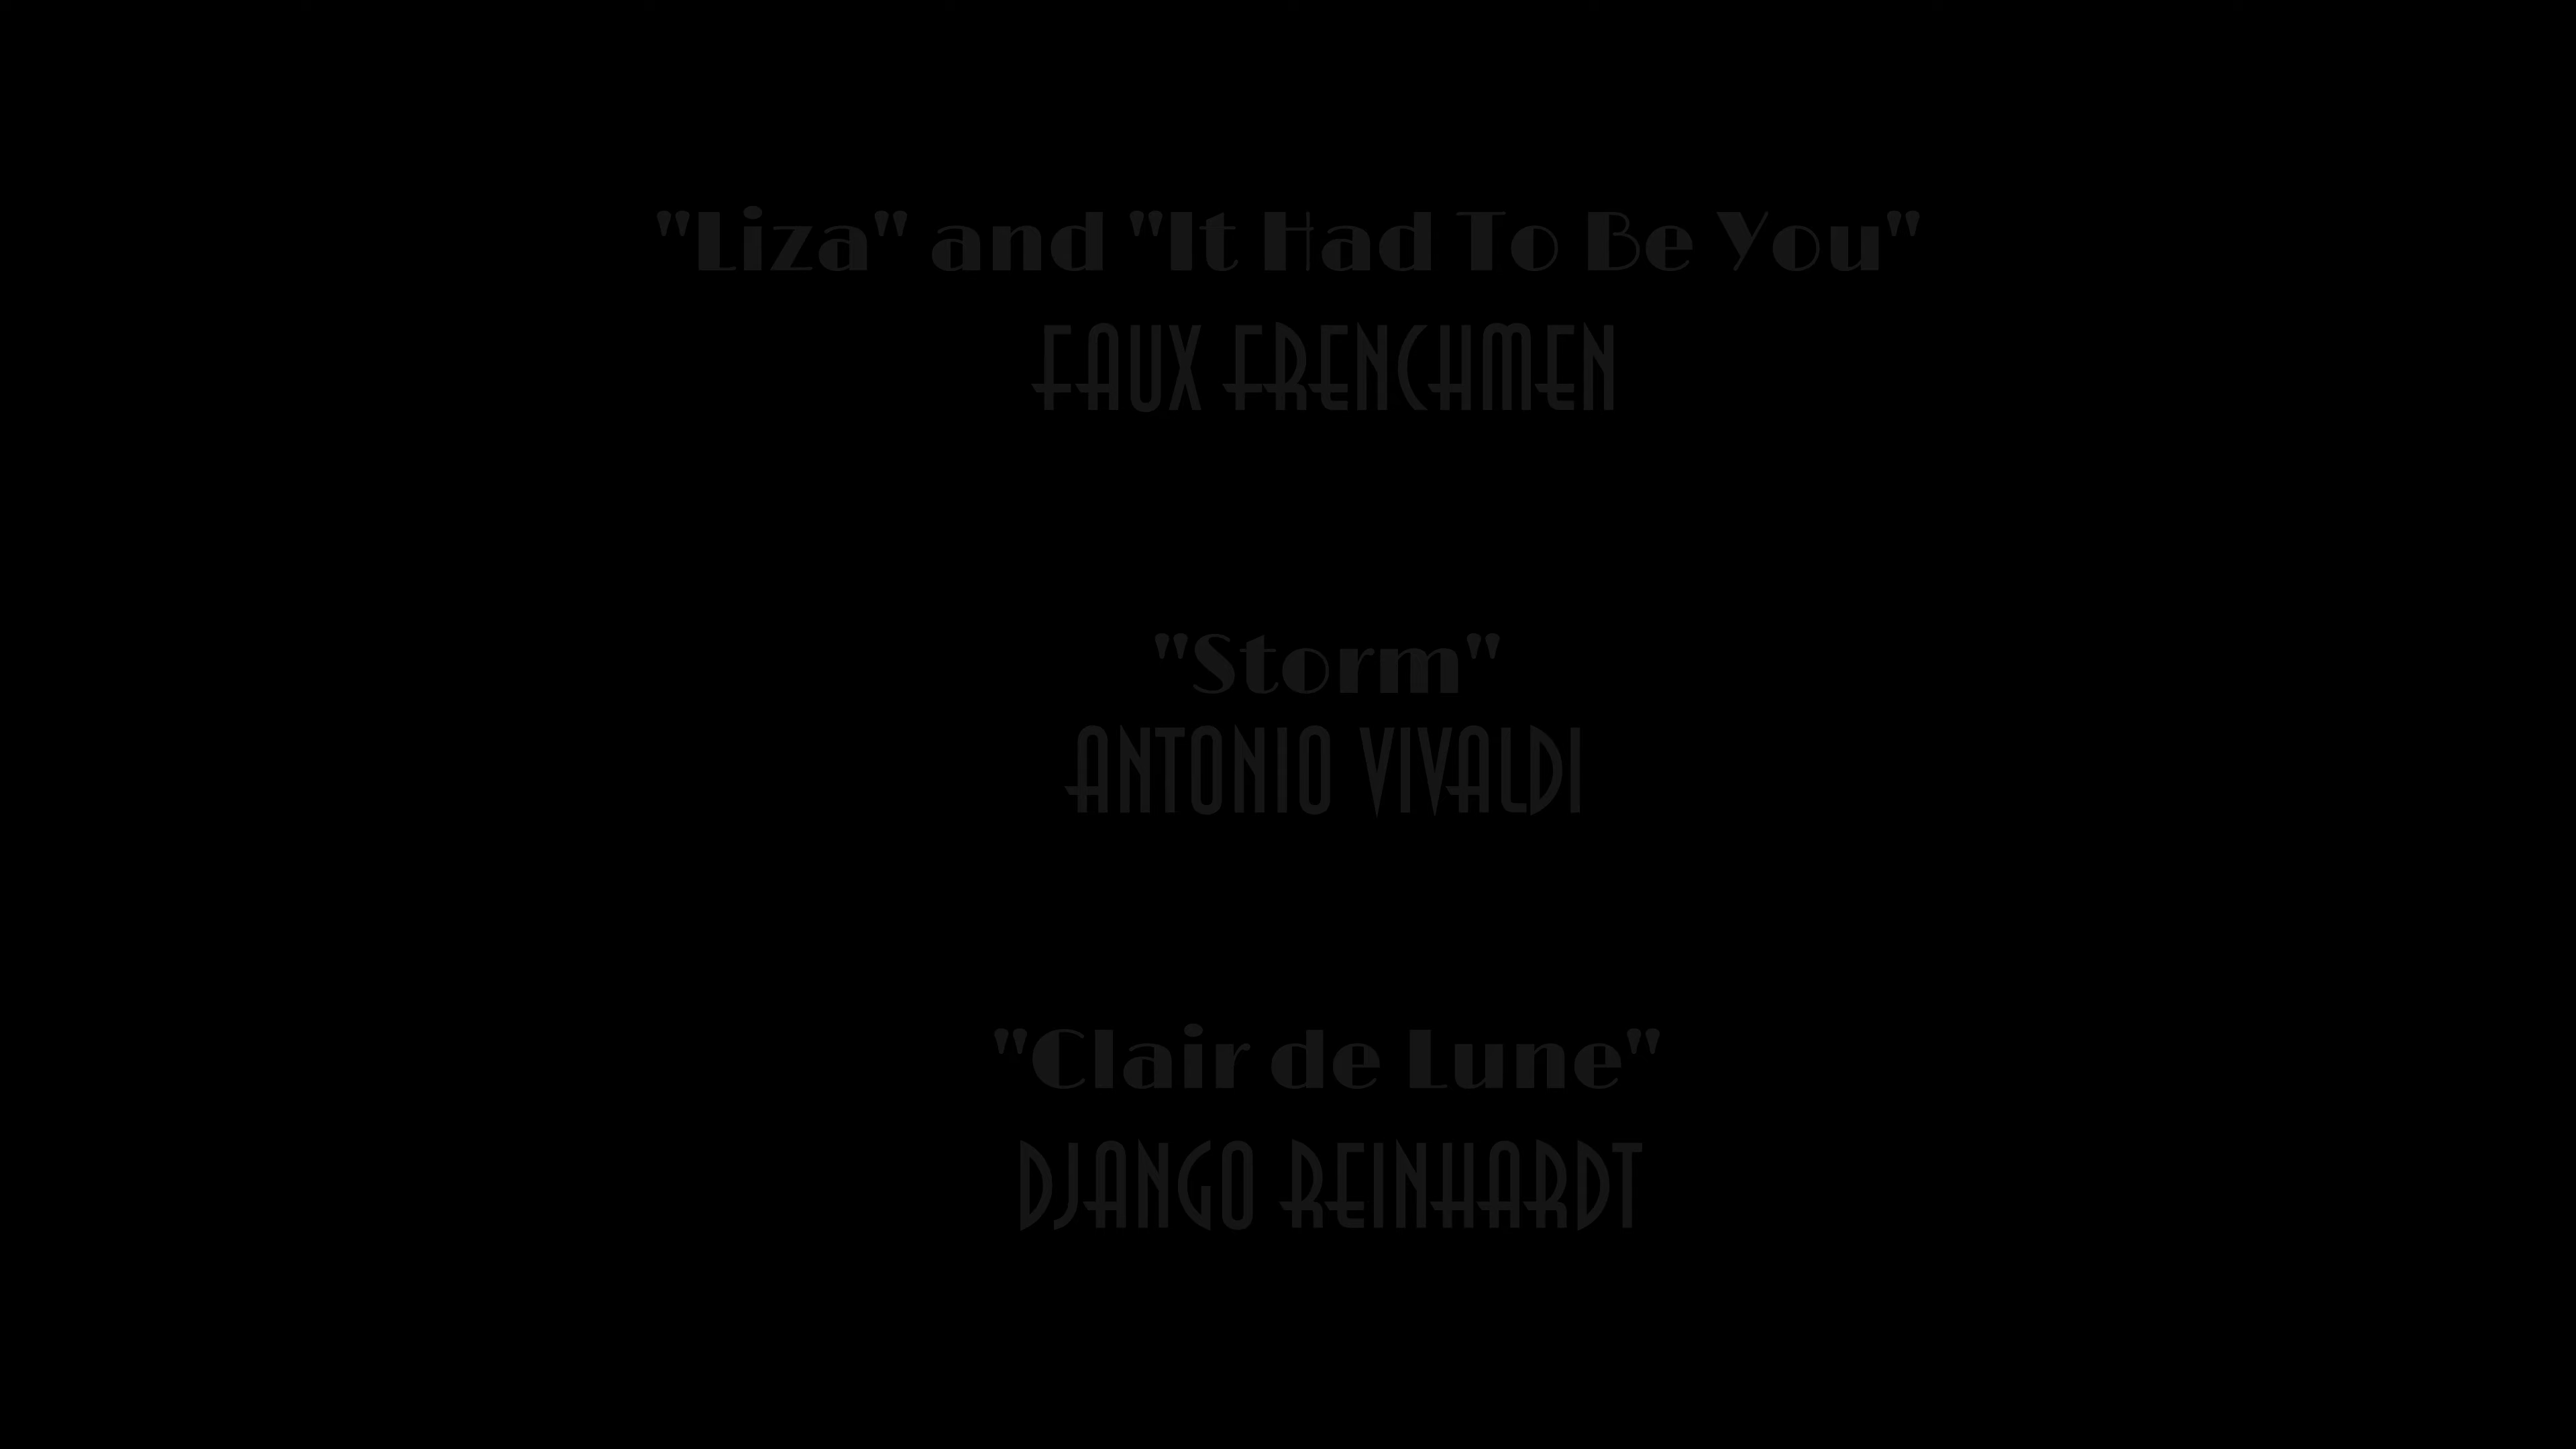 "Liza" and "It Had To Be You"
FAUX FRENCHMEN
"Storm"
ANTONIO VIVALDI
"Clair de Lune"
DJANGO REINHARDT